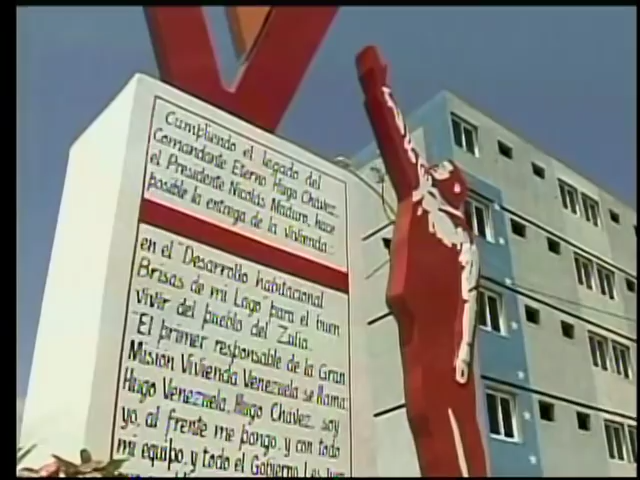 Cumpliendo el legado del
Comandante Eterno Hugo Chávez,
el Presidente Nicolás Maduro, hace
posible la entrega de la vivienda
en el "Desarrollo habitacional
Brisas de mi Lago" para el buen
vivir del pueblo del Zulia.
"El primer responsable de la Gran
Misión Vivienda Venezuela se llama:
Hugo Venezuela, Hugo Chávez, soy
yo, al frente me pongo, y con todo
mi equipo, y todo el Gobierno. Les juro